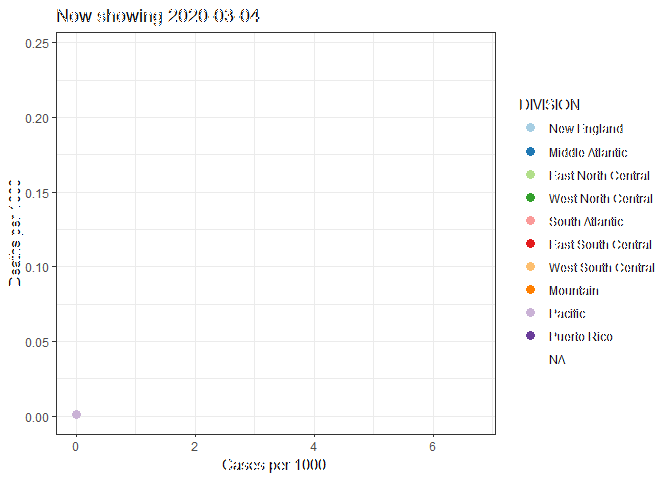 Now showing 2020-03-04
0.25
0.20
0.15
0.10
0.05
0.00
Deaths per 1000
0
2
4
6
Cases per 1000
DIVISION
New England
Middle Atlantic
East North Central
West North Central
South Atlantic
East South Central
West South Central
Mountain
Pacific
Puerto Rico
NA